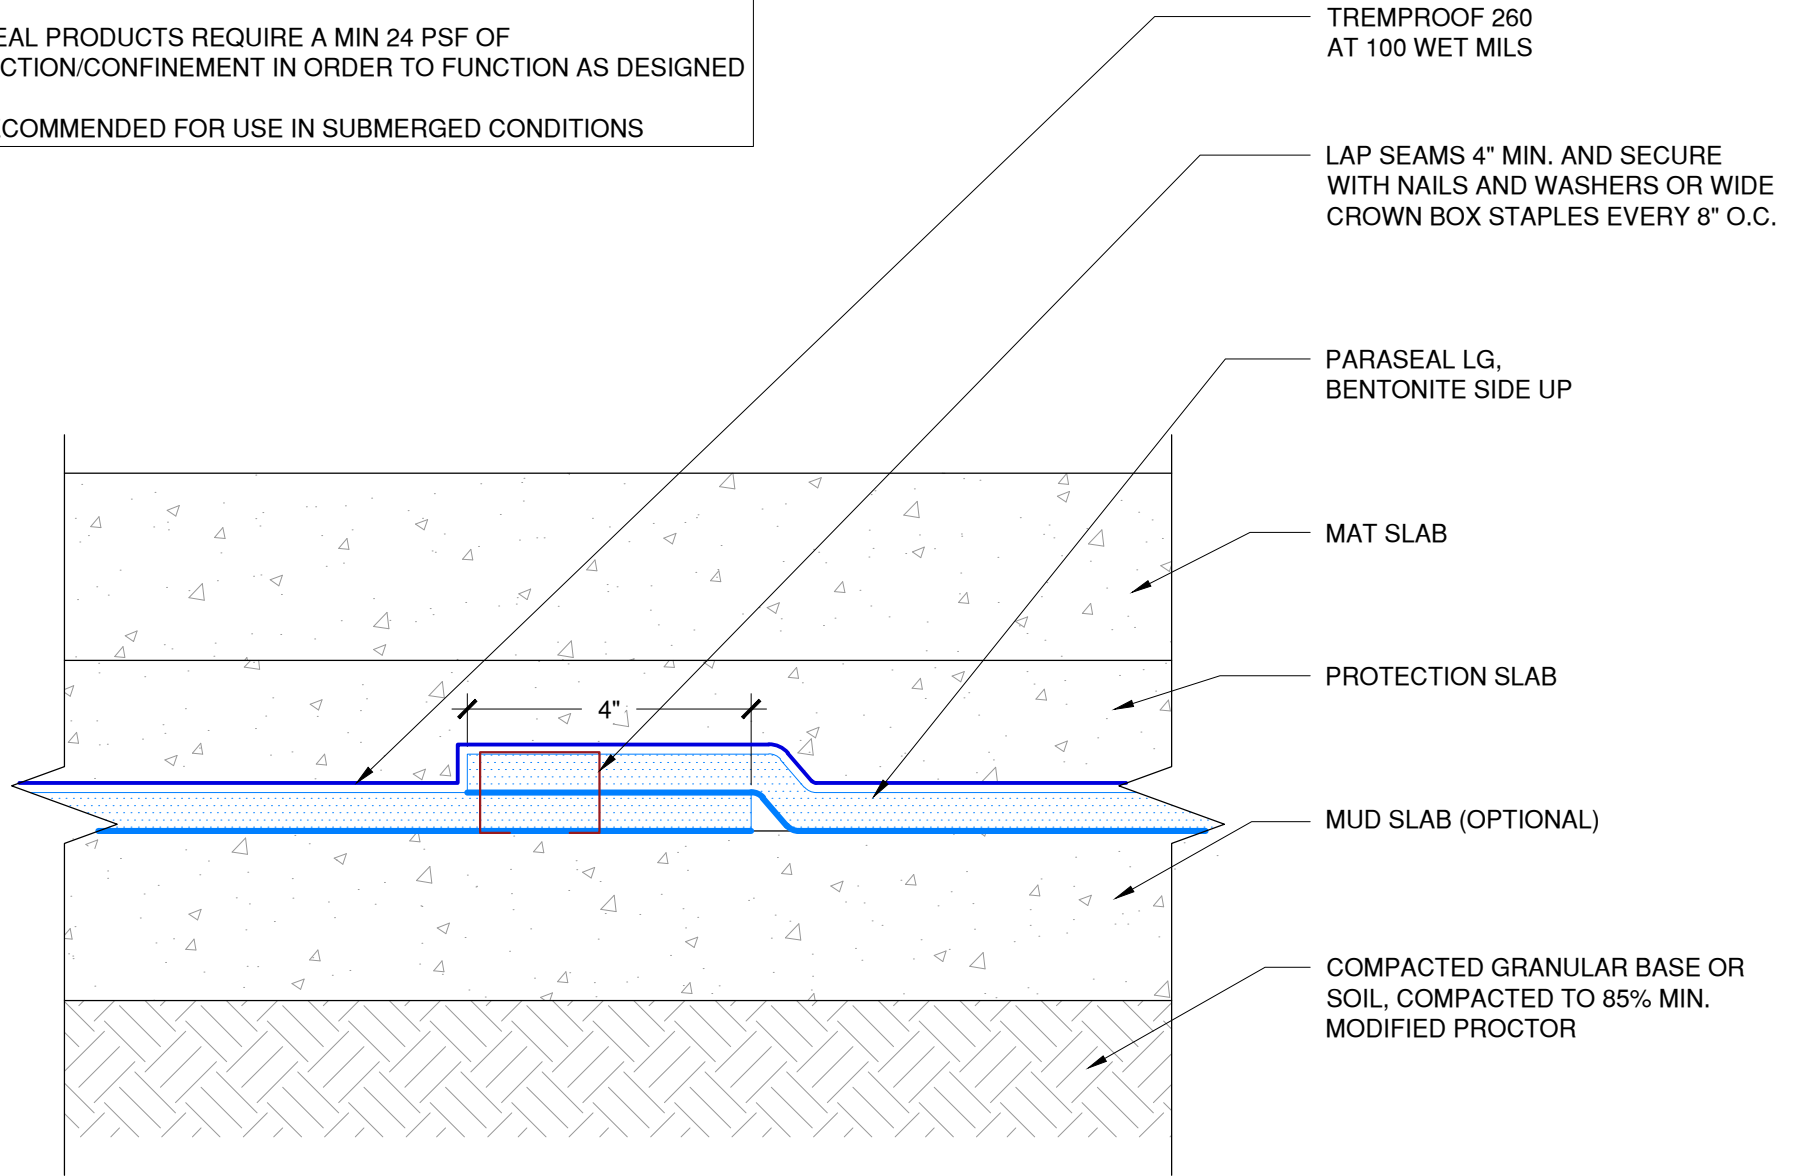 EAL PRODUCTS REQUIRE A MIN 24 PSF OF
CTION/CONFINEMENT IN ORDER TO FUNCTION AS DESIGNED
COMMENDED FOR USE IN SUBMERGED CONDITIONS
TREMPROOF 260
AT 100 WET MILS
LAP SEAMS 4" MIN. AND SECURE
WITH NAILS AND WASHERS OR WIDE
CROWN BOX STAPLES EVERY 8" O.C.
PARASEAL LG,
BENTONITE SIDE UP
MAT SLAB
PROTECTION SLAB
4"
MUD SLAB (OPTIONAL)
COMPACTED GRANULAR BASE OR
SOIL, COMPACTED TO 85% MIN.
MODIFIED PROCTOR